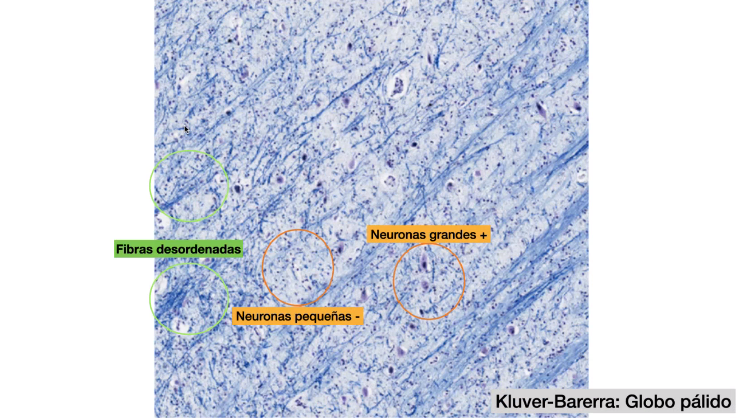 Neuronas grandes +
Fibras desordenadas
Neuronas pequeñas -
Kluver-Barerra: Globo pálido